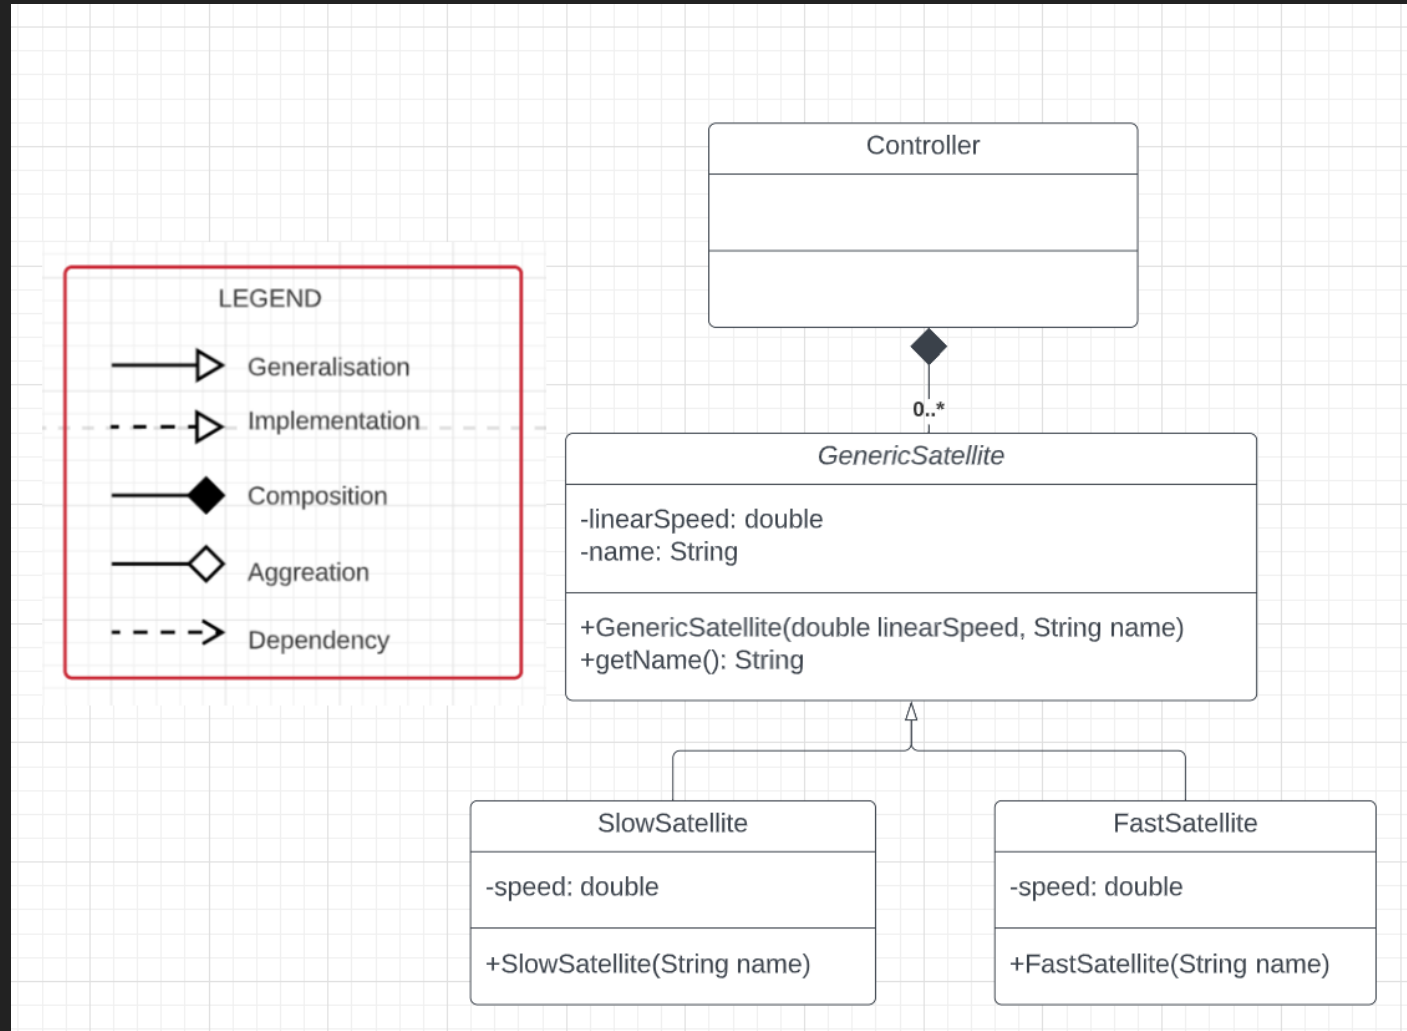 Controller
LEGEND
Generalisation
Implementation
Composition
Aggreation
Dependency
0..*
GenericSatellite
-linearSpeed: double
-name: String
+GenericSatellite(double linearSpeed, String name)
+getName(): String
SlowSatellite
-speed: double
+SlowSatellite(String name)
FastSatellite
-speed: double
+FastSatellite(String name)